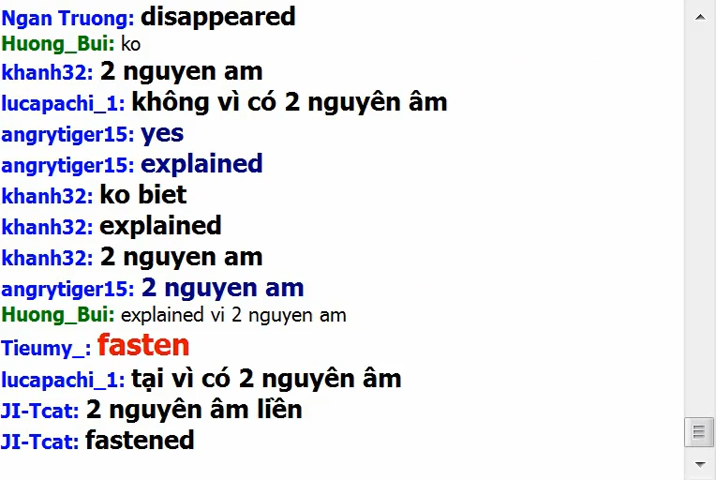 Ngan Truong: disappeared
Huong_Bui: ko
khanh32: 2 nguyen am
lucapachi_1: không vì có 2 nguyên âm
angrytiger15: yes
angrytiger15: explained
khanh32: ko biet
khanh32: explained
khanh32: 2 nguyen am
angrytiger15: 2 nguyen am
Huong_Bui: explained vi 2 nguyen am
Tieumy_: fasten
lucapachi_1: tại vì có 2 nguyên âm
JI-Tcat: 2 nguyên âm liền
JI-Tcat: fastened